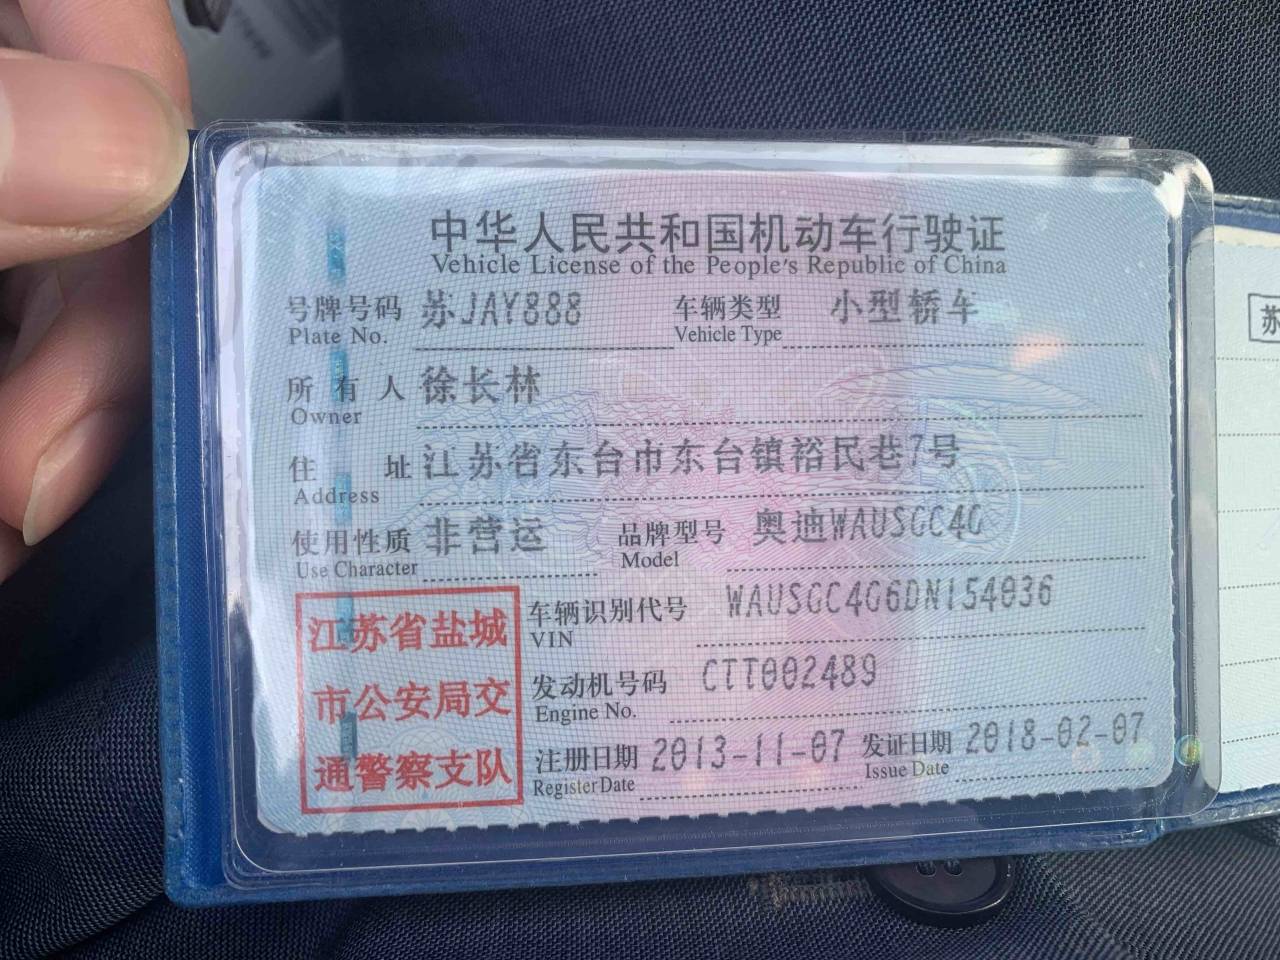 中华人民共和国机动车行驶证
Vehicle License of the People's Republic of China
号牌号码 苏JAY888 车辆类型 小型轿车
Plate No. Vehicle Type
所有人 徐长林
Owner
住址 江苏省东台市东台镇裕民巷7号
Address
使用性质 非营运 品牌型号 奥迪WAUSGC4G
Use Character Model
江苏省盐城
市公安局交
通警察支队
车辆识别代号 WAUSGC4G6DN154036
VIN
发动机号码 CTT002489
Engine No.
注册日期 2013-11-07 发证日期 2018-02-07
Register Date Issue Date
苏